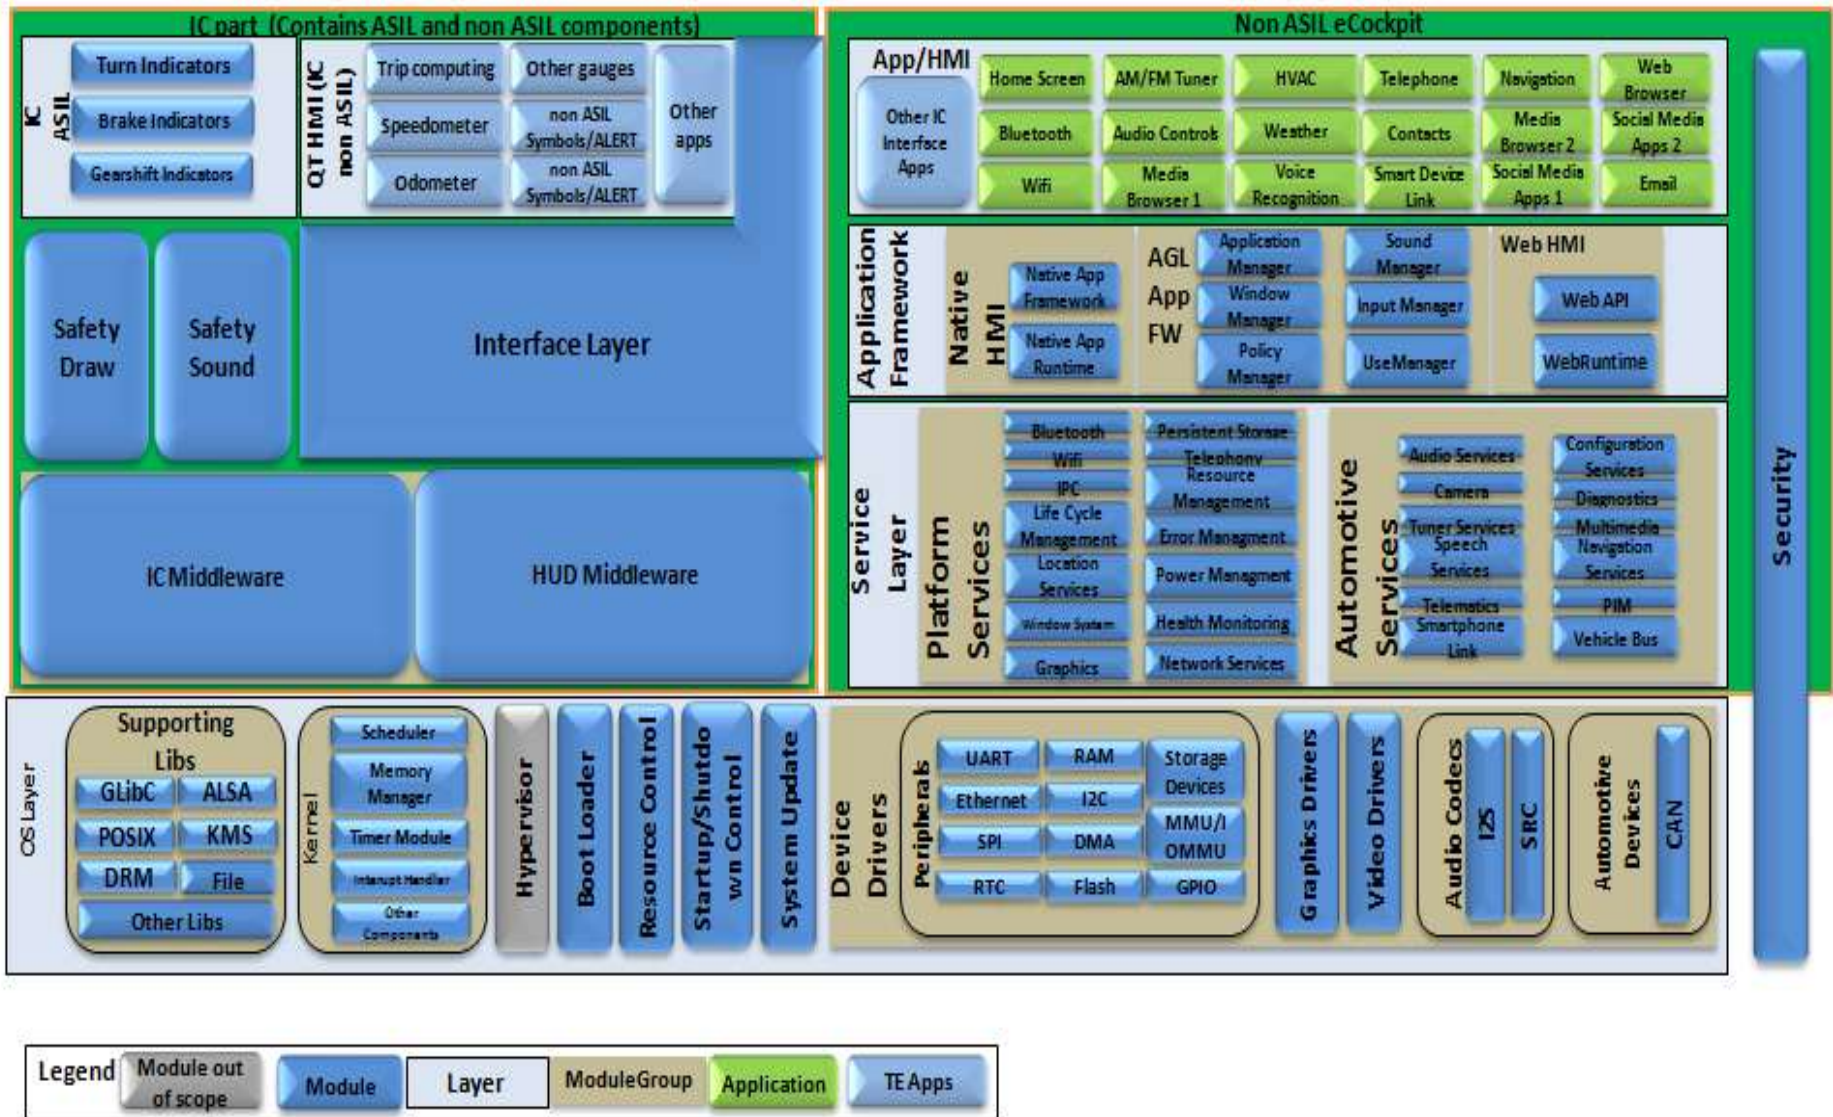 IC part (Contains ASIL and non ASIL components)
IC
ASIL
Turn Indicators
Brake Indicators
Gearshift Indicators
QT HMI (IC
non ASIL)
Trip computing
Speedometer
Odometer
Other gauges
non ASIL
Symbols/ALERT
non ASIL
Symbols/ALERT
Other
apps
Safety
Draw
Safety
Sound
Interface Layer
IC Middleware
HUD Middleware
Non ASIL eCockpit
App/HMI
Other IC
Interface
Apps
Home Screen
AM/FM Tuner
HVAC
Telephone
Navigation
Web
Browser
Bluetooth
Audio Controls
Weather
Contacts
Media
Browser 2
Social Media
Apps 2
Wifi
Media
Browser 1
Voice
Recognition
Smart Device
Link
Social Media
Apps 1
Email
Application
Framework
Native
HMI
Native App
Framework
Native App
Runtime
AGL
App
FW
Application
Manager
Window
Manager
Policy
Manager
Sound
Manager
Input Manager
UseManager
Web HMI
Web API
WebRuntime
Service
Layer
Platform
Services
Bluetooth
Wifi
IPC
Life Cycle
Management
Location
Services
Window System
Graphics
Persistent Storage
Telephony
Resource
Management
Error Managment
Power Managment
Health Monitoring
Network Services
Automotive
Services
Audio Services
Camera
Tuner Services
Speech
Services
Telematics
Smartphone
Link
Configuration
Services
Diagnostics
Multimedia
Navigation
Services
PIM
Vehicle Bus
Security
OS Layer
Supporting
Libs
GLibC
ALSA
POSIX
KMS
DRM
File
Other Libs
Kernel
Scheduler
Memory
Manager
Timer Module
Interupt Handler
Other
Components
Hypervisor
Boot Loader
Resource Control
Startup/Shutdo
wn Control
System Update
Device
Drivers
Peripherals
UART
RAM
Storage
Devices
Ethernet
I2C
SPI
DMA
MMU/I
OMMU
RTC
Flash
GPIO
Graphics Drivers
Video Drivers
Audio Codecs
I2S
SRC
Automotive
Devices
CAN
Legend
Module out
of scope
Module
Layer
ModuleGroup
Application
TE Apps